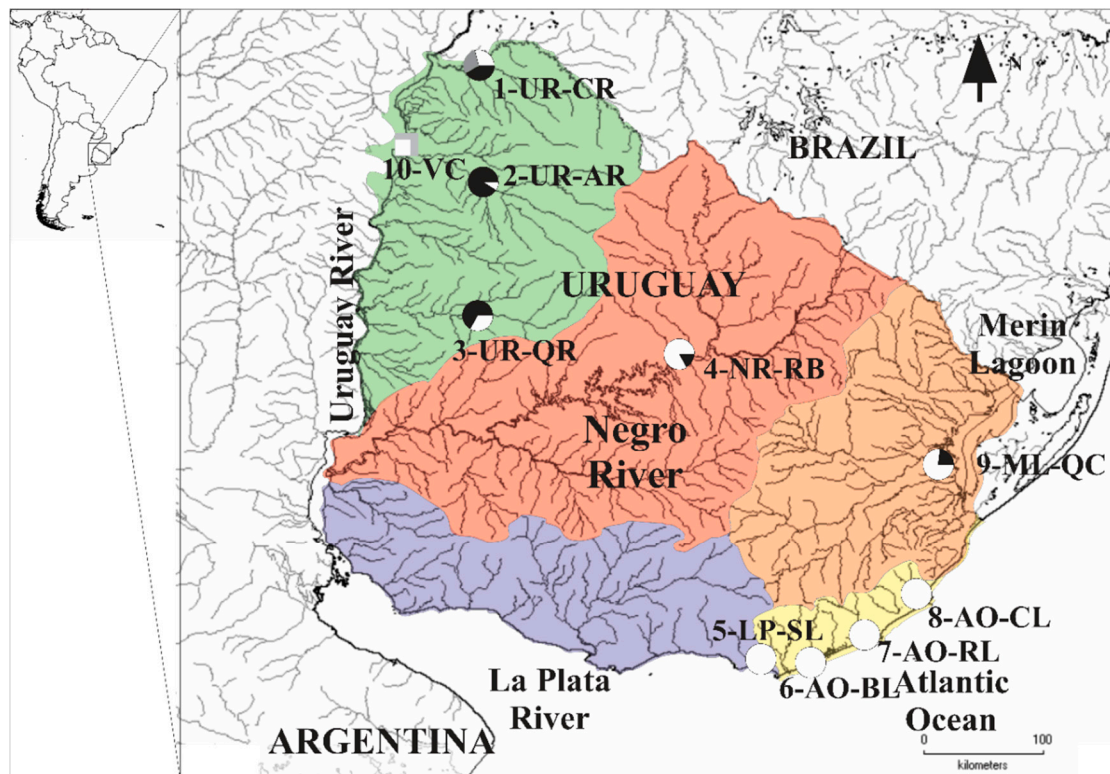 N
1-UR-CR
BRAZIL
10-VC
2-UR-AR
Uruguay River
URUGUAY
Merin
Lagoon
3-UR-QR
4-NR-RB
Negro
River
9-ML-QC
5-LP-SL
8-AO-CL
7-AO-RL
6-AO-BL
Atlantic
Ocean
La Plata
River
ARGENTINA
0 100
kilometers